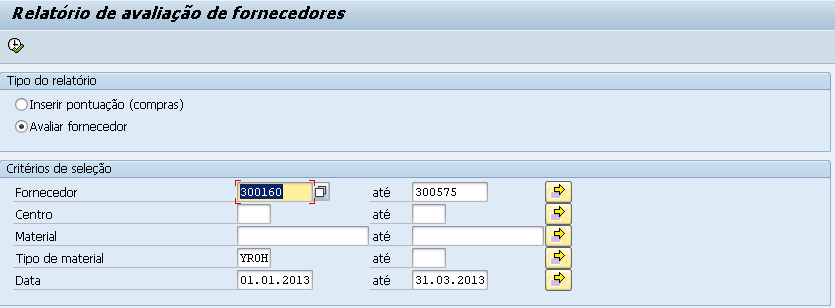 Relatório de avaliação de fornecedores
Tipo do relatório
Inserir pontuação (compras)
Avaliar fornecedor
Critérios de seleção
Fornecedor 300160 até 300575
Centro até
Material até
Tipo de material YROH até
Data 01.01.2013 até 31.03.2013